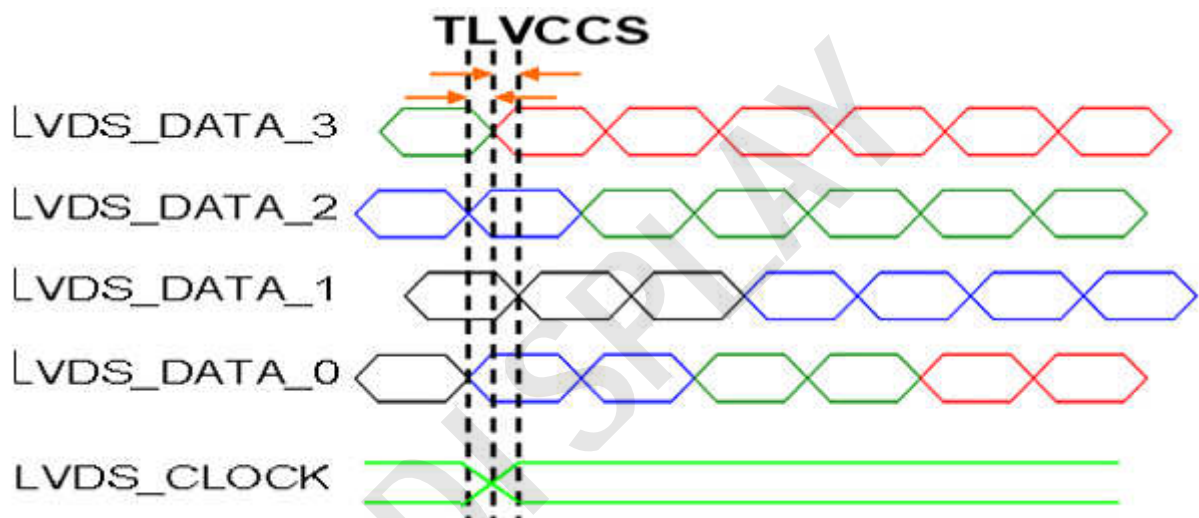 TLVCCS
LVDS_DATA_3
LVDS_DATA_2
LVDS_DATA_1
LVDS_DATA_0
LVDS_CLOCK
DISPLAY